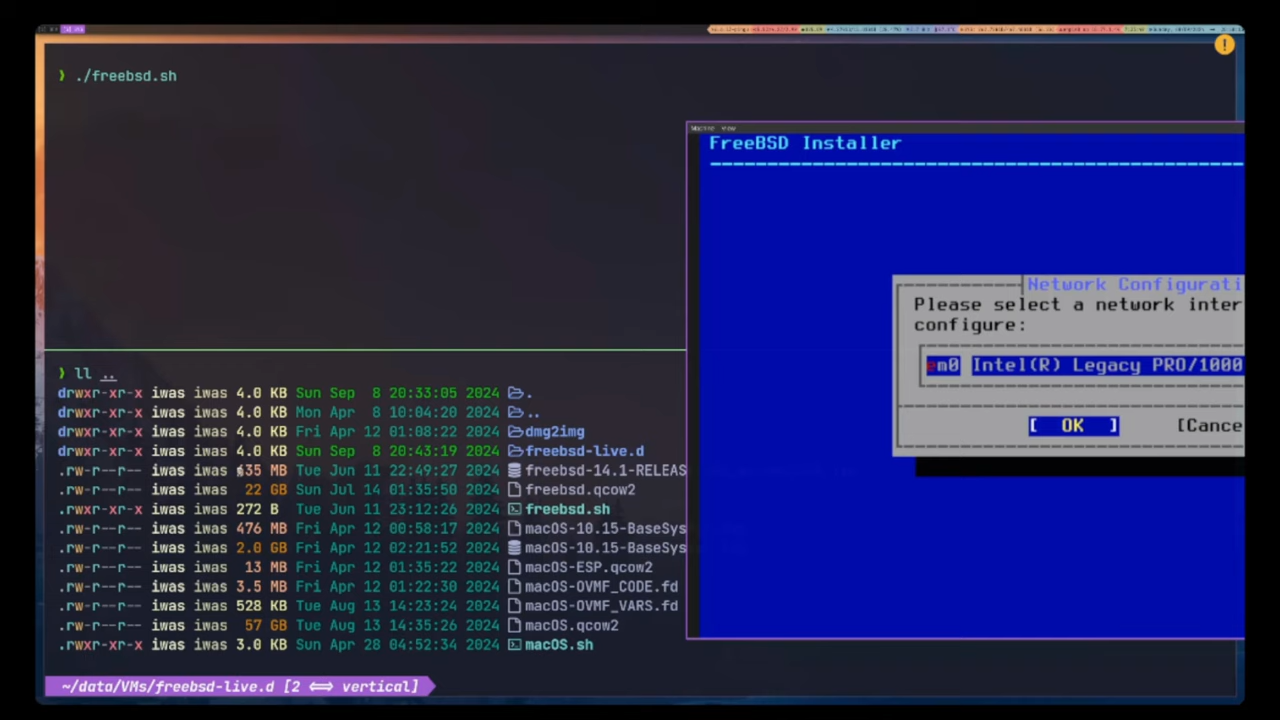 ❯ ./freebsd.sh
Machine View
FreeBSD Installer
Network Configurati
Please select a network inter
configure:
em0 Intel(R) Legacy PRO/1000
[ OK ] [Cance
❯ ll ..
drwxr-xr-x iwas iwas 4.0 KB Sun Sep 8 20:33:05 2024 .
drwxr-xr-x iwas iwas 4.0 KB Mon Apr 8 10:04:20 2024 ..
drwxr-xr-x iwas iwas 4.0 KB Fri Apr 12 01:08:22 2024 dmg2img
drwxr-xr-x iwas iwas 4.0 KB Sun Sep 8 20:43:19 2024 freebsd-live.d
.rw-r--r-- iwas iwas 635 MB Tue Jun 11 22:49:27 2024 freebsd-14.1-RELEAS
.rw-r--r-- iwas iwas 22 GB Sun Jul 14 01:35:50 2024 freebsd.qcow2
.rwxr-xr-x iwas iwas 272 B Tue Jun 11 23:12:26 2024 freebsd.sh
.rw-r--r-- iwas iwas 476 MB Fri Apr 12 00:58:17 2024 macOS-10.15-BaseSys
.rw-r--r-- iwas iwas 2.0 GB Fri Apr 12 02:21:52 2024 macOS-10.15-BaseSys
.rw-r--r-- iwas iwas 13 MB Fri Apr 12 01:35:22 2024 macOS-ESP.qcow2
.rw-r--r-- iwas iwas 3.5 MB Fri Apr 12 01:22:30 2024 macOS-OVMF_CODE.fd
.rw-r--r-- iwas iwas 528 KB Tue Aug 13 14:23:24 2024 macOS-OVMF_VARS.fd
.rw-r--r-- iwas iwas 57 GB Tue Aug 13 14:35:26 2024 macOS.qcow2
.rwxr-xr-x iwas iwas 3.0 KB Sun Apr 28 04:52:34 2024 macOS.sh
~/data/VMs/freebsd-live.d [2 ⟺ vertical]